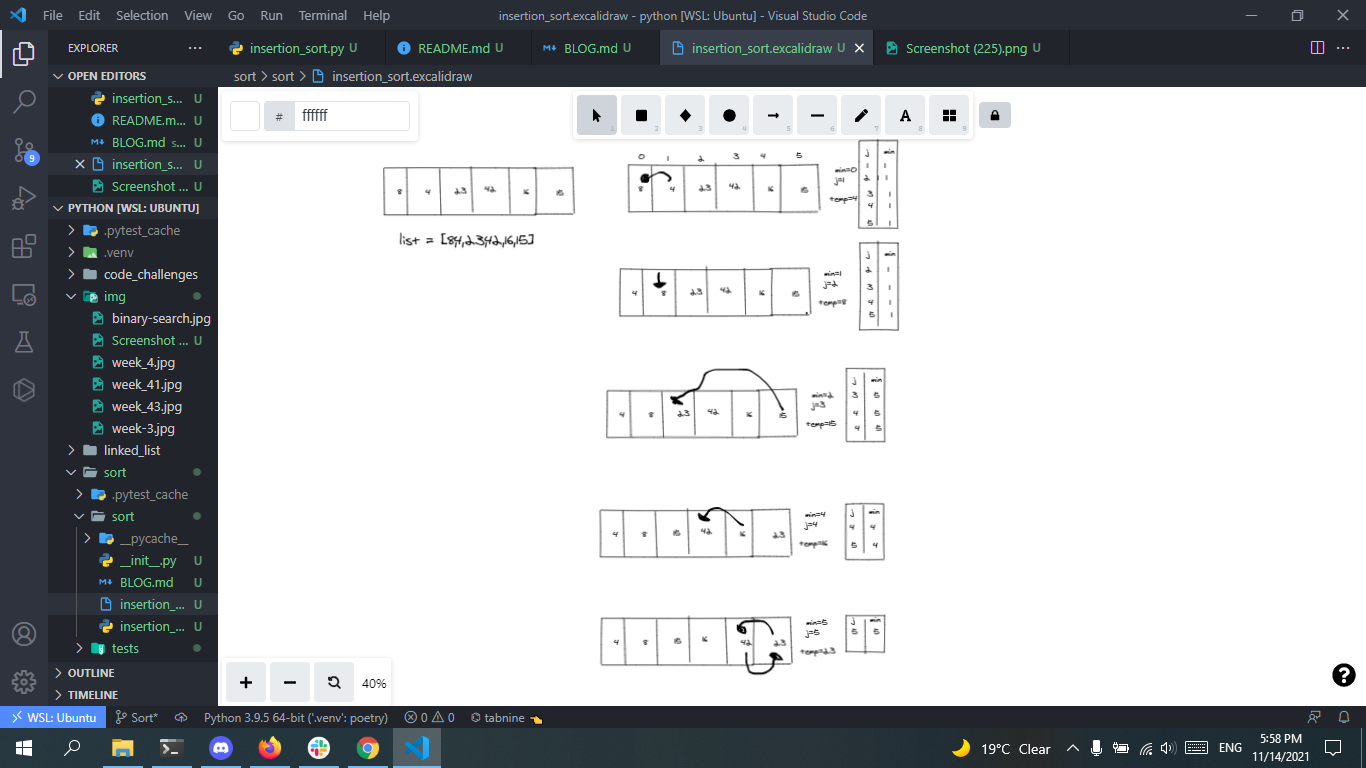 File Edit Selection View Go Run Terminal Help
insertion_sort.excalidraw - python [WSL: Ubuntu] - Visual Studio Code
EXPLORER
insertion_sort.py U
README.md U
BLOG.md U
insertion_sort.excalidraw U
Screenshot (225).png U
sort > sort > insertion_sort.excalidraw
OPEN EDITORS
insertion_s... U
README.m... U
BLOG.md s... U
insertion_s... U
Screenshot ... U
PYTHON [WSL: UBUNTU]
.pytest_cache
.venv
code_challenges
img
binary-search.jpg
Screenshot ... U
week_4.jpg
week_41.jpg
week_43.jpg
week-3.jpg
linked_list
sort
.pytest_cache
sort
__pycache__
__init__.py U
BLOG.md U
insertion_... U
insertion_... U
tests
OUTLINE
TIMELINE
9
# ffffff
1 2 3 4 5 6 7 A 8 9
8 4 23 42 16 15
list = [8,4,23,42,16,15]
0 1 2 3 4 5
8 4 23 42 16 15
min=0
j=1
temp=4
j min
1 1
2 1
3 1
4 1
5 1
4 8 23 42 16 15
min=1
j=2
temp=8
j min
2 1
3 1
4 1
5 1
4 8 23 42 16 15
min=2
j=3
temp=15
j min
3 5
4 5
4 5
4 8 15 42 16 23
min=4
j=4
temp=16
j min
4 4
5 4
4 8 15 16 42 23
min=5
j=5
temp=23
j min
5 5
40%
WSL: Ubuntu
Sort*
Python 3.9.5 64-bit ('.venv': poetry)
0 0
tabnine
19°C Clear
ENG
5:58 PM
11/14/2021